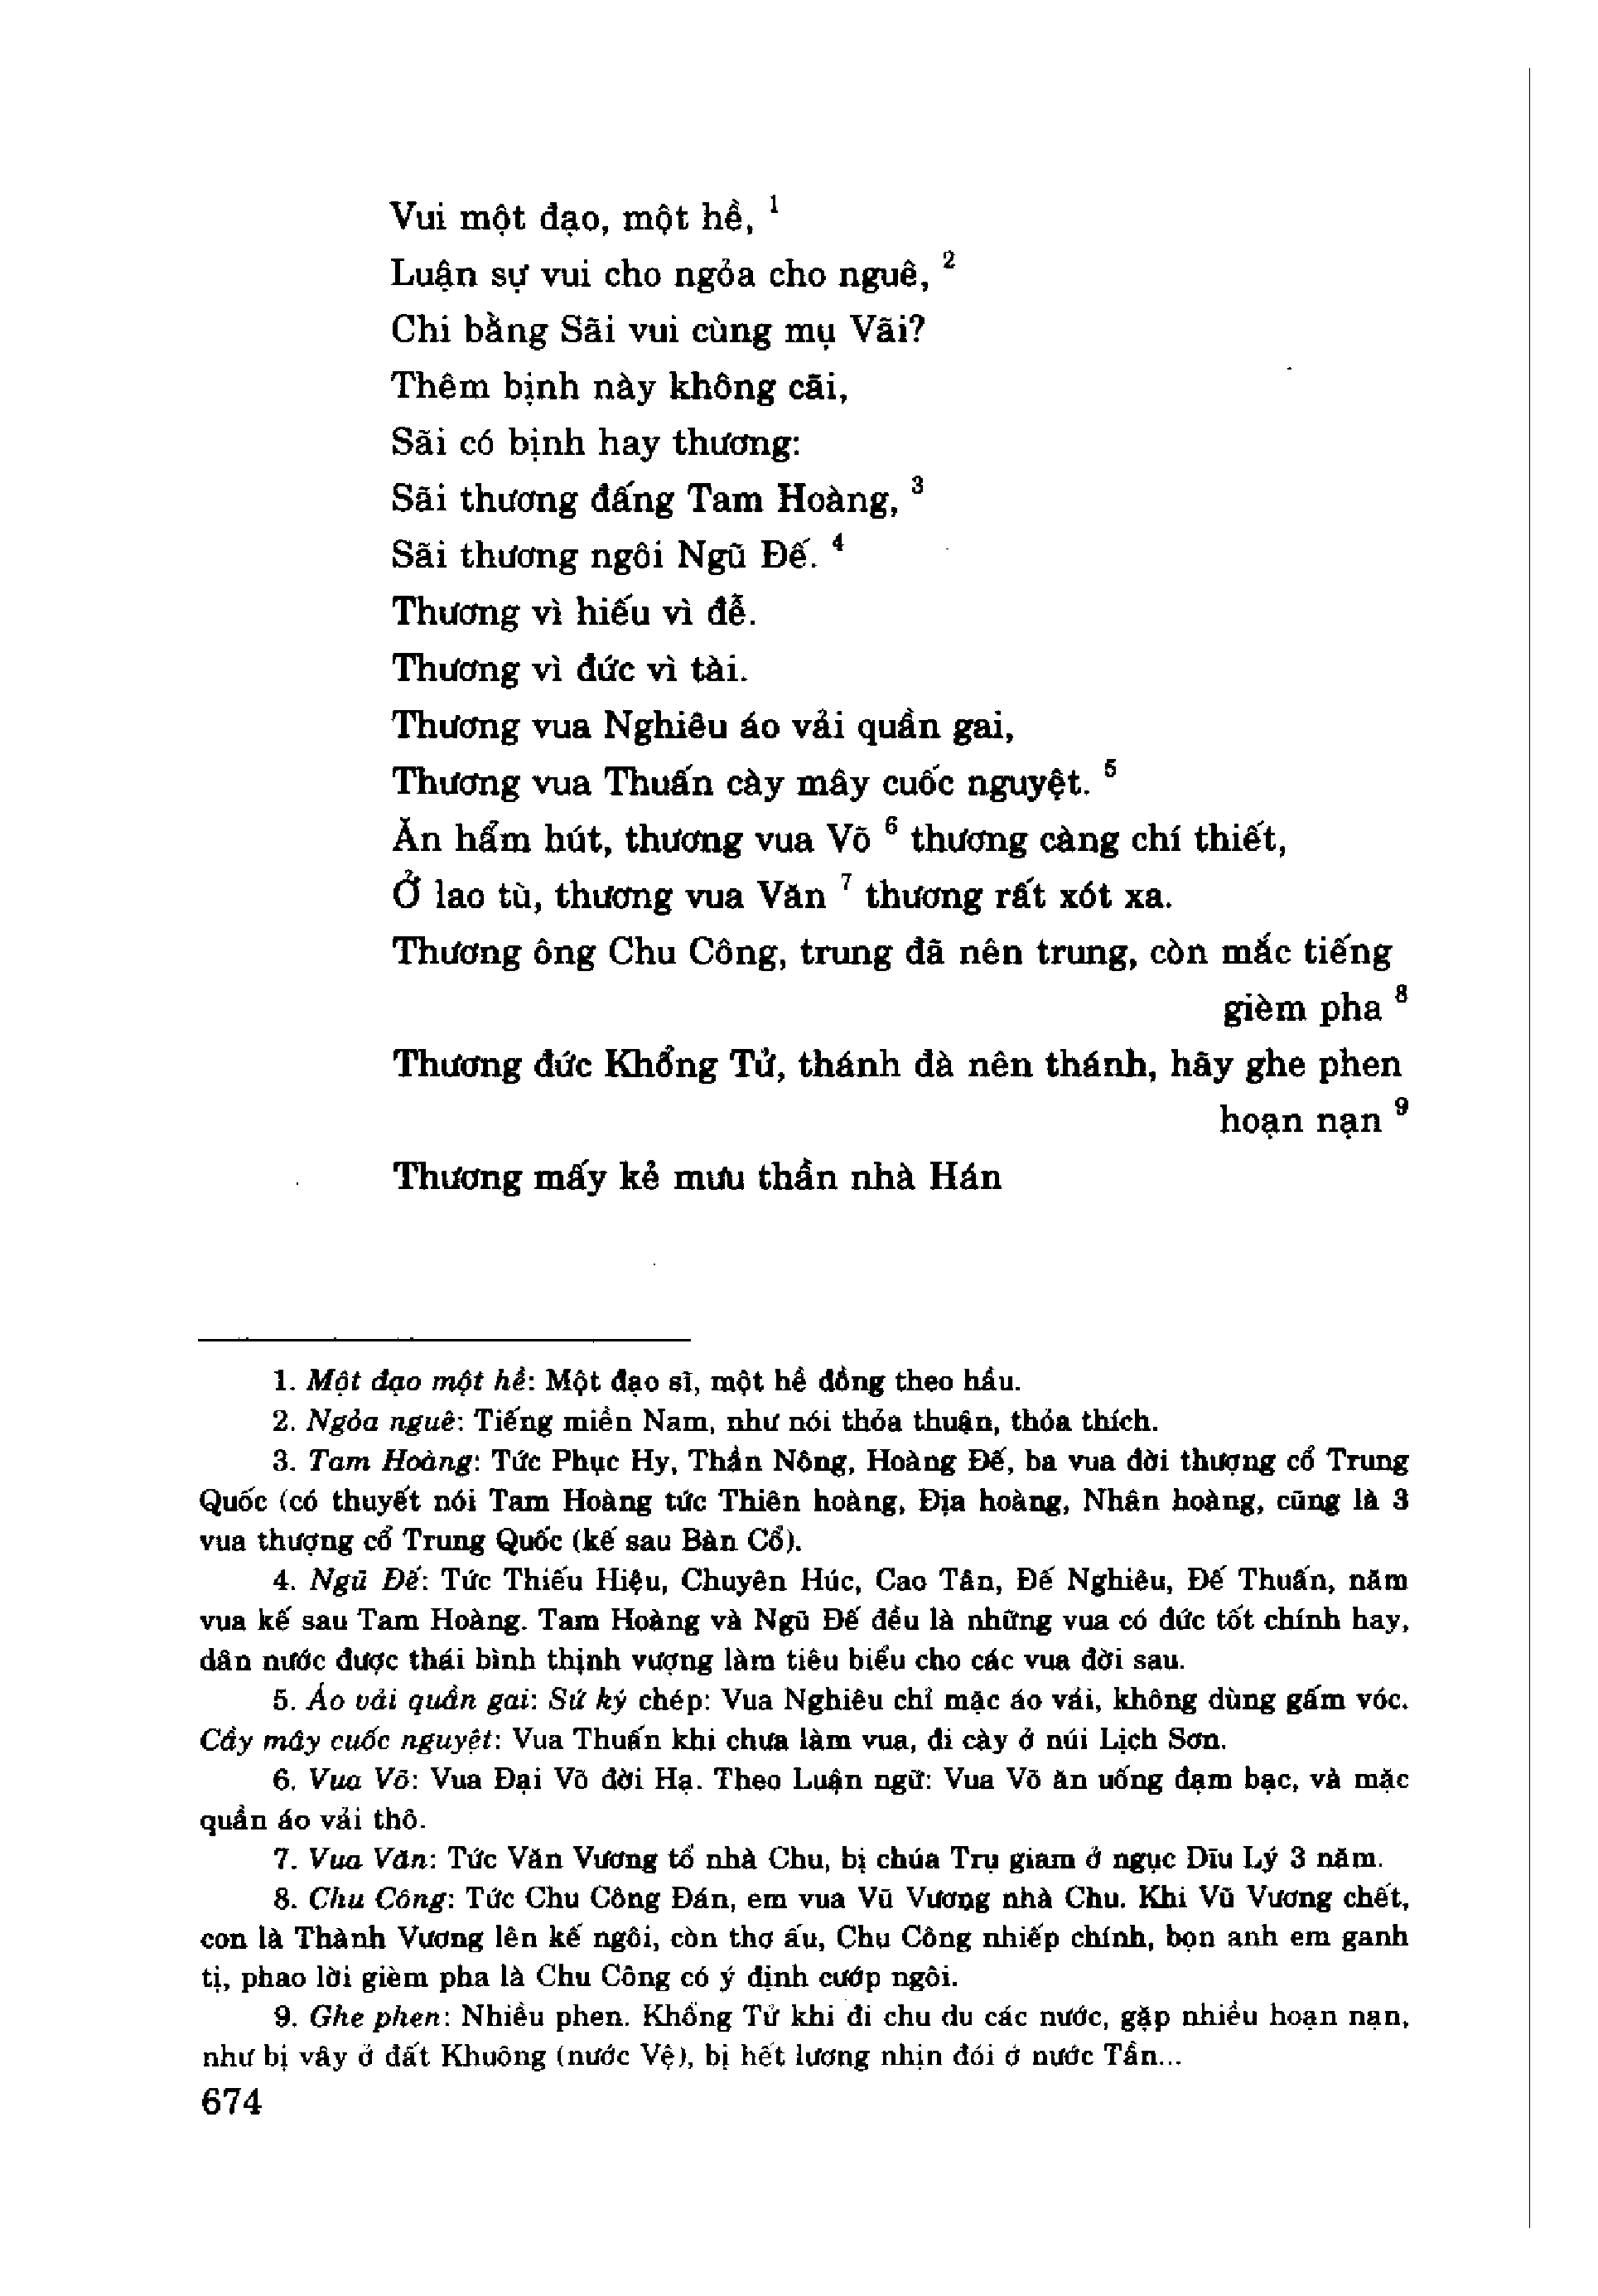 Vui một đạo, một hề, 1
Luận sự vui cho ngỏa cho nguê, 2
Chi bằng Sãi vui cùng mụ Vãi?
Thêm bịnh này không cãi,
Sãi có bịnh hay thương:
Sãi thương đấng Tam Hoàng, 3
Sãi thương ngôi Ngũ Đế. 4
Thương vì hiếu vì đễ.
Thương vì đức vì tài.
Thương vua Nghiêu áo vải quần gai,
Thương vua Thuấn cày mây cuốc nguyệt. 5
Ăn hẩm hút, thương vua Võ 6 thương càng chí thiết,
Ở lao tù, thương vua Văn 7 thương rất xót xa.
Thương ông Chu Công, trung đã nên trung, còn mắc tiếng
gièm pha 8
Thương đức Khổng Tử, thánh đà nên thánh, hãy ghe phen
hoạn nạn 9
Thương mấy kẻ mưu thần nhà Hán
1. Một đạo một hề: Một đạo sĩ, một hề đồng theo hầu.
2. Ngỏa nguê: Tiếng miền Nam, như nói thỏa thuận, thỏa thích.
3. Tam Hoàng: Tức Phục Hy, Thần Nông, Hoàng Đế, ba vua đời thượng cổ Trung
Quốc (có thuyết nói Tam Hoàng tức Thiên hoàng, Địa hoàng, Nhân hoàng, cũng là 3
vua thượng cổ Trung Quốc (kế sau Bàn Cổ).
4. Ngũ Đế: Tức Thiếu Hiệu, Chuyên Húc, Cao Tân, Đế Nghiêu, Đế Thuấn, năm
vua kế sau Tam Hoàng. Tam Hoàng và Ngũ Đế đều là những vua có đức tốt chính hay,
dân nước được thái bình thịnh vượng làm tiêu biểu cho các vua đời sau.
5. Áo vải quần gai: Sử ký chép: Vua Nghiêu chỉ mặc áo vải, không dùng gấm vóc.
Cầy mây cuốc nguyệt: Vua Thuấn khi chưa làm vua, đi cày ở núi Lịch Sơn.
6. Vua Võ: Vua Đại Võ đời Hạ. Theo Luận ngữ: Vua Võ ăn uống đạm bạc, và mặc
quần áo vải thô.
7. Vua Văn: Tức Văn Vương tổ nhà Chu, bị chúa Trụ giam ở ngục Dĩu Lý 3 năm.
8. Chu Công: Tức Chu Công Đán, em vua Vũ Vương nhà Chu. Khi Vũ Vương chết,
con là Thành Vương lên kế ngôi, còn thơ ấu, Chu Công nhiếp chính, bọn anh em ganh
tị, phao lời gièm pha là Chu Công có ý định cướp ngôi.
9. Ghe phen: Nhiều phen. Khổng Tử khi đi chu du các nước, gặp nhiều hoạn nạn,
như bị vây ở đất Khuông (nước Vệ), bị hết lương nhịn đói ở nước Tần...
674